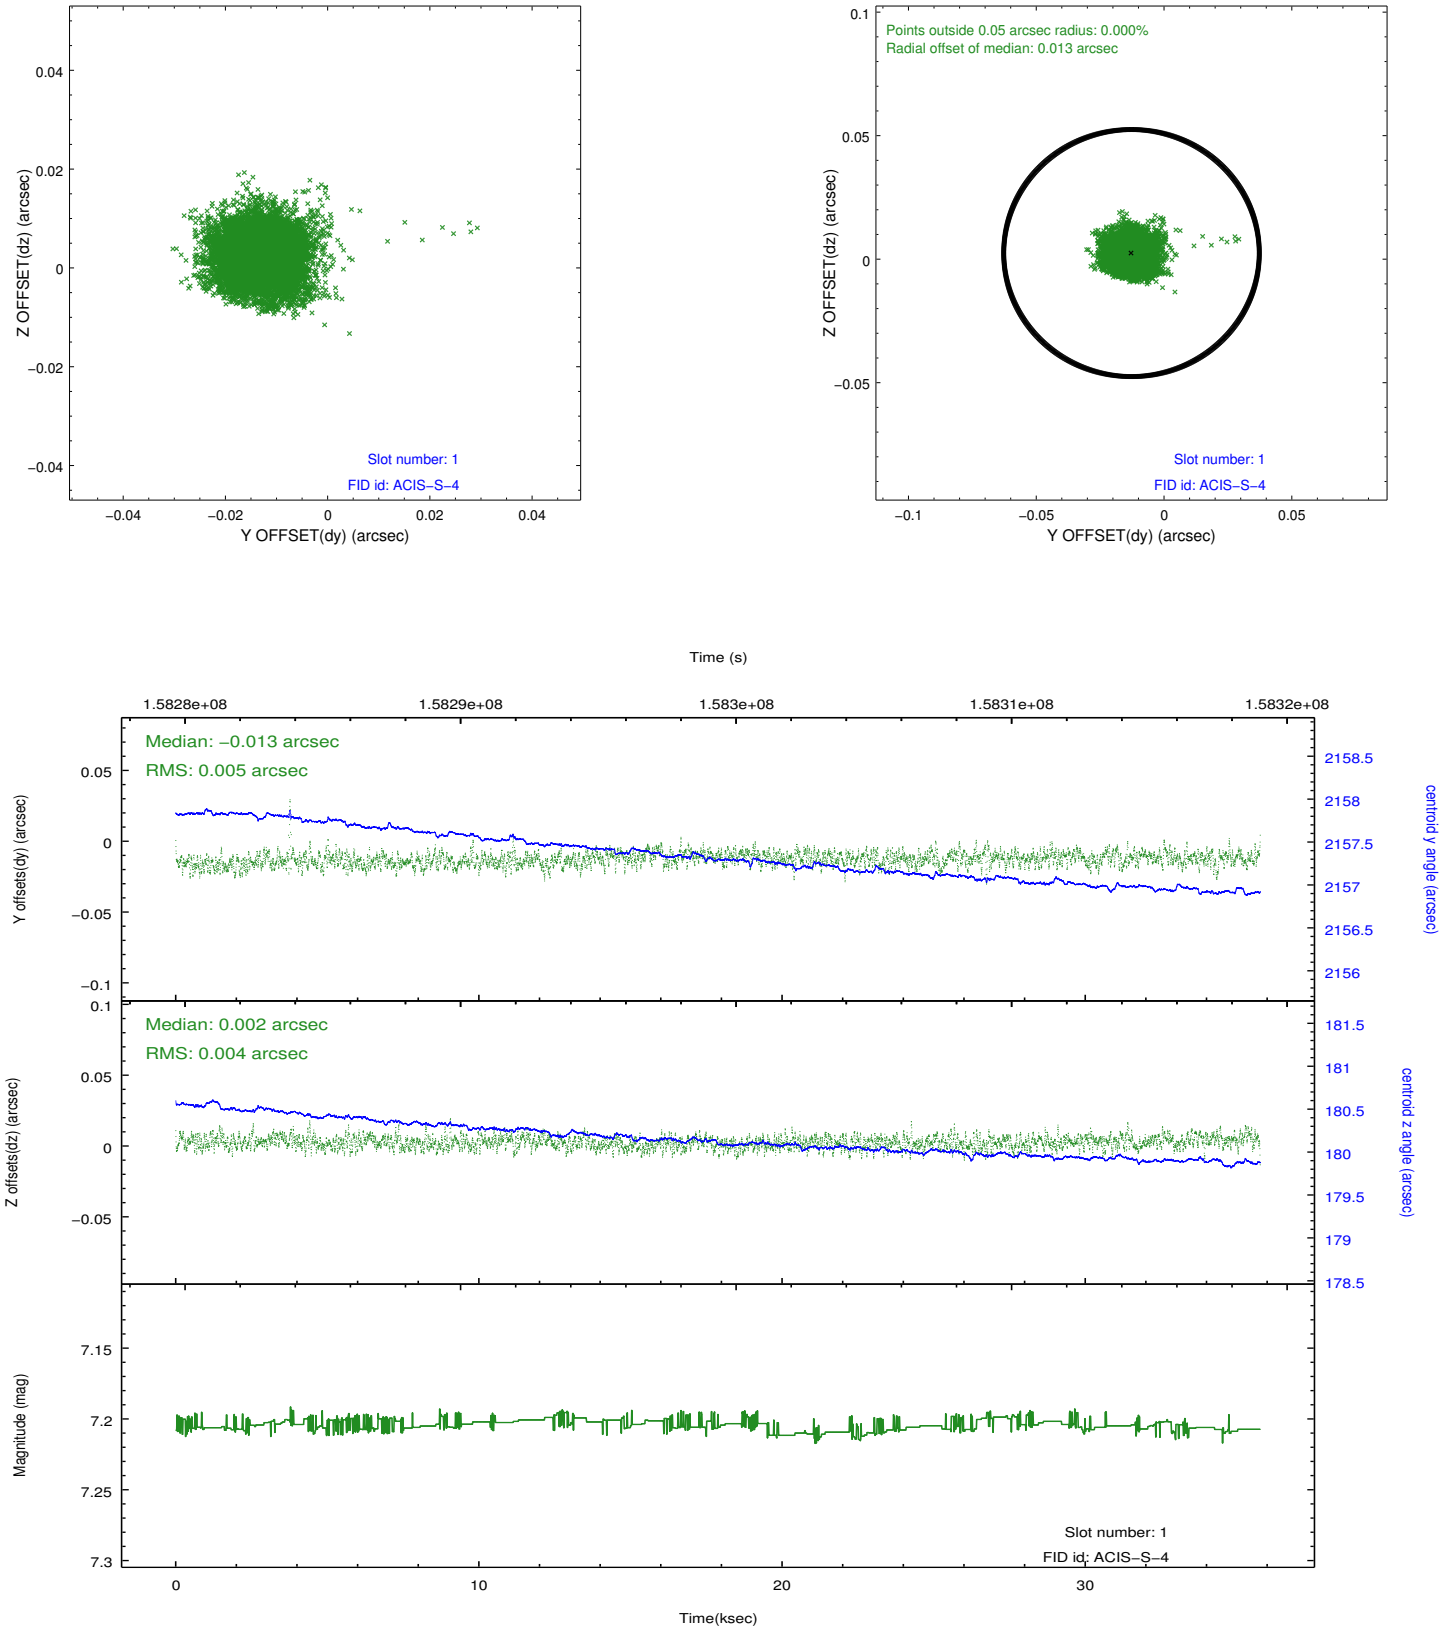 0.04
0.02
0
−0.02
−0.04
Z OFFSET(dz) (arcsec)
Slot number: 1
FID id: ACIS−S−4
−0.04
−0.02
0
0.02
0.04
Y OFFSET(dy) (arcsec)
0.1
0.05
0
−0.05
Z OFFSET(dz) (arcsec)
Points outside 0.05 arcsec radius: 0.000%
Radial offset of median: 0.013 arcsec
Slot number: 1
FID id: ACIS−S−4
−0.1
−0.05
0
0.05
Y OFFSET(dy) (arcsec)
Time (s)
1.5828e+08
1.5829e+08
1.583e+08
1.5831e+08
1.5832e+08
Median: −0.013 arcsec
RMS: 0.005 arcsec
0.05
0
−0.05
−0.1
Y offsets(dy) (arcsec)
2158.5
2158
2157.5
2157
2156.5
2156
centroid y angle (arcsec)
Median: 0.002 arcsec
RMS: 0.004 arcsec
0.1
0.05
0
−0.05
Z offsets(dz) (arcsec)
181.5
181
180.5
180
179.5
179
178.5
centroid z angle (arcsec)
7.15
7.2
7.25
7.3
Magnitude (mag)
Slot number: 1
FID id: ACIS−S−4
0
10
20
30
Time(ksec)